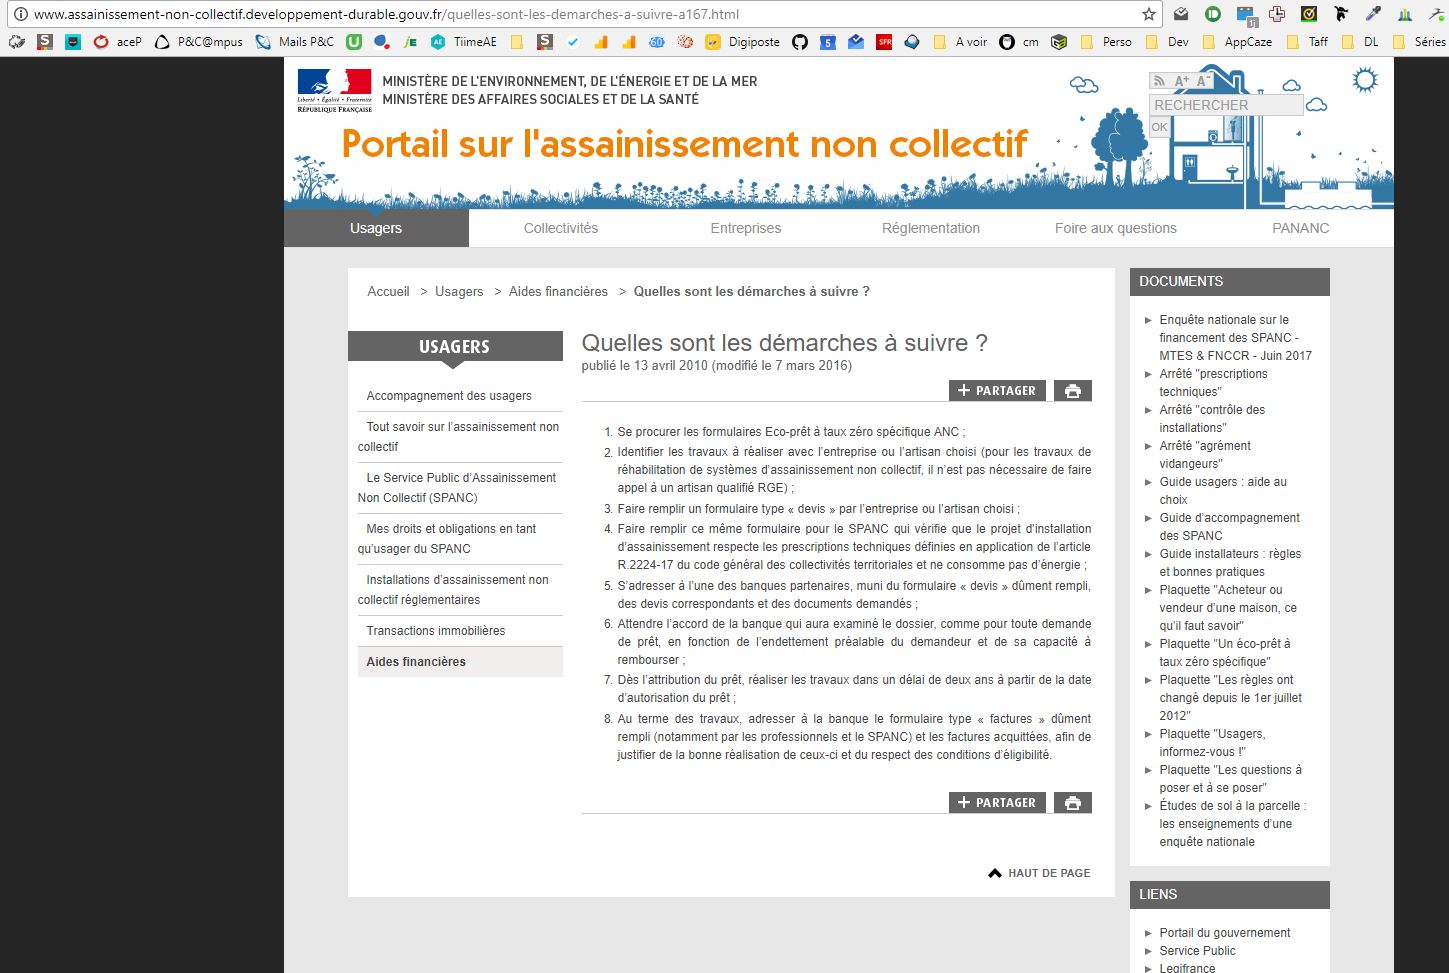 www.assainissement-non-collectif.developpement-durable.gouv.fr/quelles-sont-les-demarches-a-suivre-a167.html
aceP P&C@mpus Mails P&C TiimeAE Digiposte A voir cm Perso Dev AppCaze Taff DL Séries
Liberté • Égalité • Fraternité
RÉPUBLIQUE FRANÇAISE
MINISTÈRE DE L'ENVIRONNEMENT, DE L'ÉNERGIE ET DE LA MER
MINISTÈRE DES AFFAIRES SOCIALES ET DE LA SANTÉ
Portail sur l'assainissement non collectif
A+ A-
RECHERCHER
OK
Usagers Collectivités Entreprises Réglementation Foire aux questions PANANC
Accueil > Usagers > Aides financières > Quelles sont les démarches à suivre ?
USAGERS
Accompagnement des usagers
Tout savoir sur l'assainissement non
collectif
Le Service Public d'Assainissement
Non Collectif (SPANC)
Mes droits et obligations en tant
qu'usager du SPANC
Installations d'assainissement non
collectif réglementaires
Transactions immobilières
Aides financières
Quelles sont les démarches à suivre ?
publié le 13 avril 2010 (modifié le 7 mars 2016)
+ PARTAGER
1. Se procurer les formulaires Eco-prêt à taux zéro spécifique ANC ;
2. Identifier les travaux à réaliser avec l'entreprise ou l'artisan choisi (pour les travaux de
réhabilitation de systèmes d'assainissement non collectif, il n'est pas nécessaire de faire
appel à un artisan qualifié RGE) ;
3. Faire remplir un formulaire type « devis » par l'entreprise ou l'artisan choisi ;
4. Faire remplir ce même formulaire pour le SPANC qui vérifie que le projet d'installation
d'assainissement respecte les prescriptions techniques définies en application de l'article
R.2224-17 du code général des collectivités territoriales et ne consomme pas d'énergie ;
5. S'adresser à l'une des banques partenaires, muni du formulaire « devis » dûment rempli,
des devis correspondants et des documents demandés ;
6. Attendre l'accord de la banque qui aura examiné le dossier, comme pour toute demande
de prêt, en fonction de l'endettement préalable du demandeur et de sa capacité à
rembourser ;
7. Dès l'attribution du prêt, réaliser les travaux dans un délai de deux ans à partir de la date
d'autorisation du prêt ;
8. Au terme des travaux, adresser à la banque le formulaire type « factures » dûment
rempli (notamment par les professionnels et le SPANC) et les factures acquittées, afin de
justifier de la bonne réalisation de ceux-ci et du respect des conditions d'éligibilité.
+ PARTAGER
HAUT DE PAGE
DOCUMENTS
Enquête nationale sur le
financement des SPANC -
MTES & FNCCR - Juin 2017
Arrêté "prescriptions
techniques"
Arrêté "contrôle des
installations"
Arrêté "agrément
vidangeurs"
Guide usagers : aide au
choix
Guide d'accompagnement
des SPANC
Guide installateurs : règles
et bonnes pratiques
Plaquette "Acheteur ou
vendeur d'une maison, ce
qu'il faut savoir"
Plaquette "Un éco-prêt à
taux zéro spécifique"
Plaquette "Les règles ont
changé depuis le 1er juillet
2012"
Plaquette "Usagers,
informez-vous !"
Plaquette "Les questions à
poser et à se poser"
Études de sol à la parcelle :
les enseignements d'une
enquête nationale
LIENS
Portail du gouvernement
Service Public
Legifrance